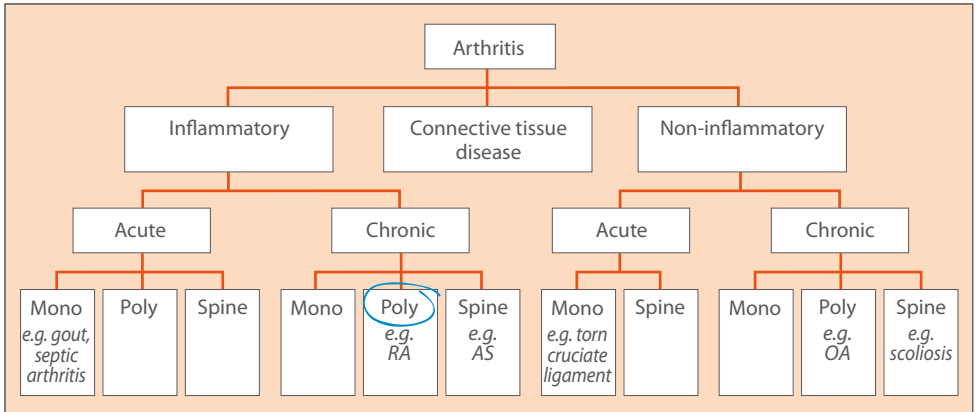 Arthritis
Inflammatory
Connective tissue
disease
Non-inflammatory
Acute
Chronic
Acute
Chronic
Mono
e.g. gout,
septic
arthritis
Poly
Spine
Mono
Poly
e.g.
RA
Spine
e.g.
AS
Mono
e.g. torn
cruciate
ligament
Spine
Mono
Poly
e.g.
OA
Spine
e.g.
scoliosis